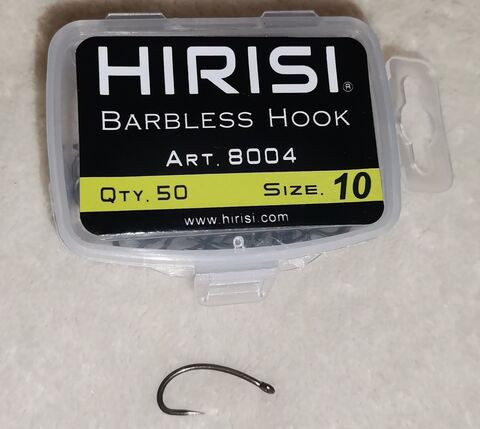 HIRISI®
BARBLESS HOOK
ART. 8004
QTY. 50 SIZE. 10
www.hirisi.com